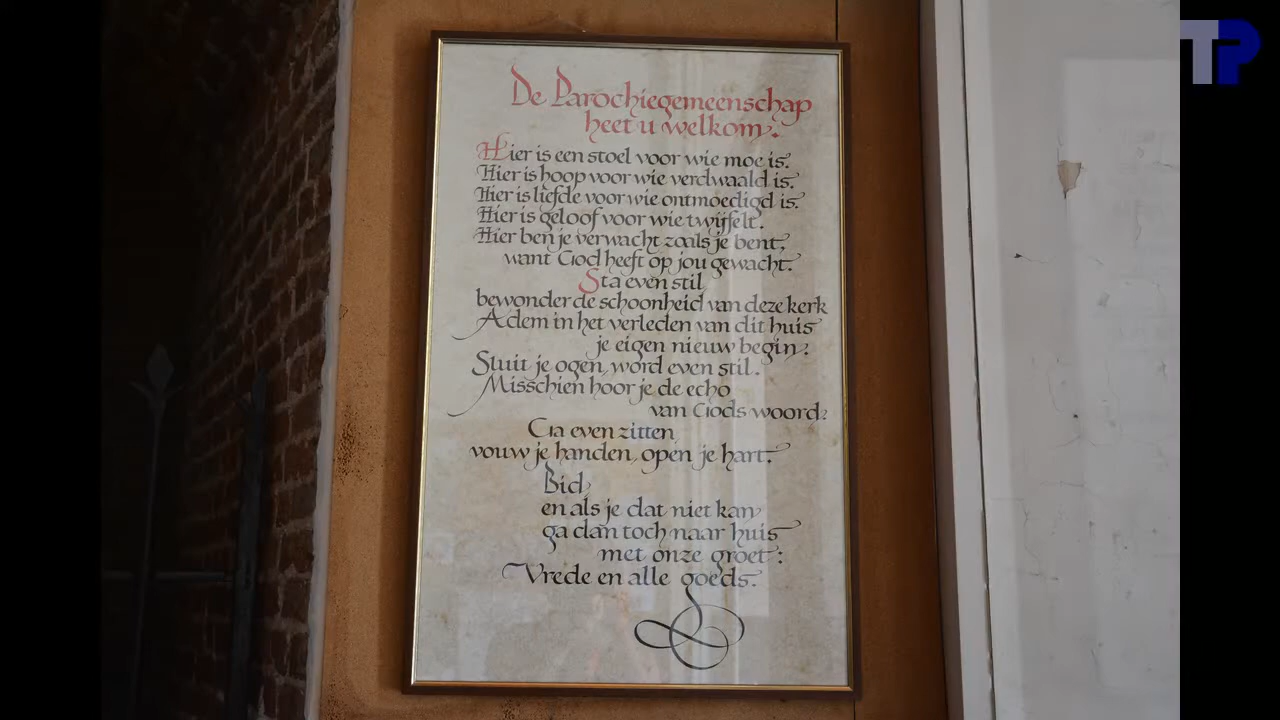 De Parochiegemeenschap
heet u welkom.
Hier is een stoel voor wie moe is.
Hier is hoop voor wie verdwaald is.
Hier is liefde voor wie ontmoedigd is.
Hier is geloof voor wie twijfelt.
Hier ben je verwacht zoals je bent,
want God heeft op jou gewacht.
Sta even stil
bewonder de schoonheid van deze kerk
Adem in het verleden van dit huis
je eigen nieuw begin.
Sluit je ogen, word even stil.
Misschien hoor je de echo
van Gods woord?
Ga even zitten
vouw je handen, open je hart.
Bid,
en als je dat niet kan
ga dan toch naar huis
met onze groet:
Vrede en alle goeds.
TP